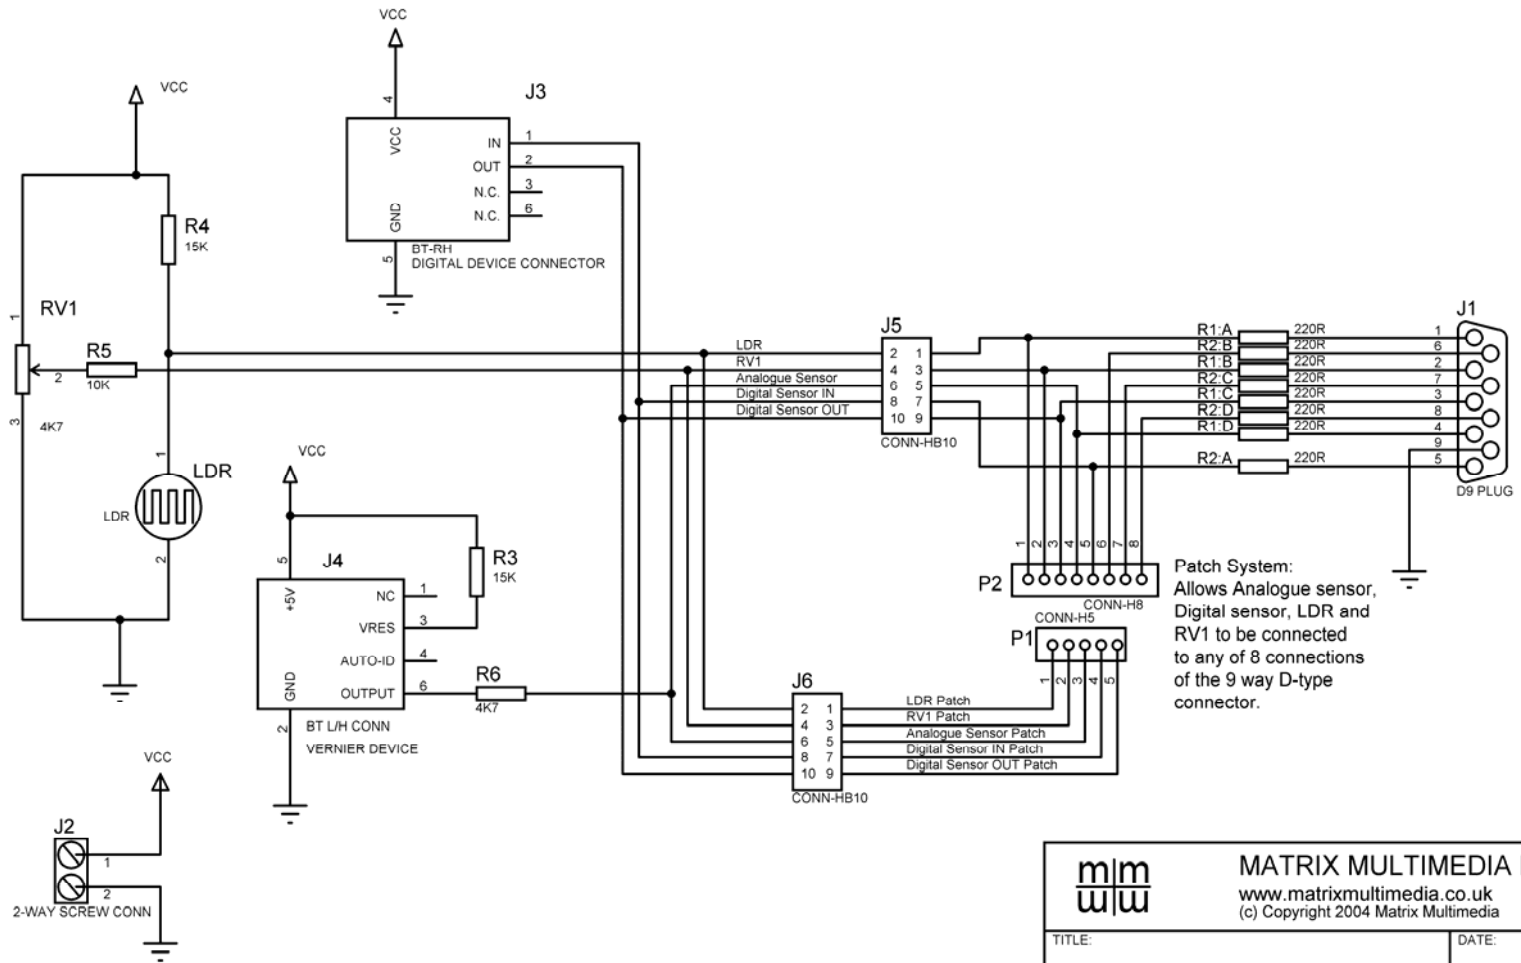 VCC
VCC
J3
4
VCC
IN 1
OUT 2
N.C. 3
N.C. 6
GND
5
BT-RH
DIGITAL DEVICE CONNECTOR
R4
15K
RV1
1
2
3
4K7
R5
10K
1
LDR
LDR
2
LDR
RV1
Analogue Sensor
Digital Sensor IN
Digital Sensor OUT
J5
2 1
4 3
6 5
8 7
10 9
CONN-HB10
J1
R1:A 220R 1
R2:B 220R 6
R1:B 220R 2
R2:C 220R 7
R1:C 220R 3
R2:D 220R 8
R1:D 220R 4
9
R2:A 220R 5
D9 PLUG
VCC
J4
5
+5V
NC 1
VRES 3
AUTO-ID 4
OUTPUT 6
GND
2
BT L/H CONN
VERNIER DEVICE
R3
15K
R6
4K7
1 2 3 4 5 6 7 8
P2
CONN-H8
CONN-H5
P1
1 2 3 4 5
Patch System:
Allows Analogue sensor,
Digital sensor, LDR and
RV1 to be connected
to any of 8 connections
of the 9 way D-type
connector.
J6
2 1
4 3
6 5
8 7
10 9
CONN-HB10
LDR Patch
RV1 Patch
Analogue Sensor Patch
Digital Sensor IN Patch
Digital Sensor OUT Patch
VCC
J2
1
2
2-WAY SCREW CONN
MATRIX MULTIMEDIA
www.matrixmultimedia.co.uk
(c) Copyright 2004 Matrix Multimedia
TITLE:
DATE: